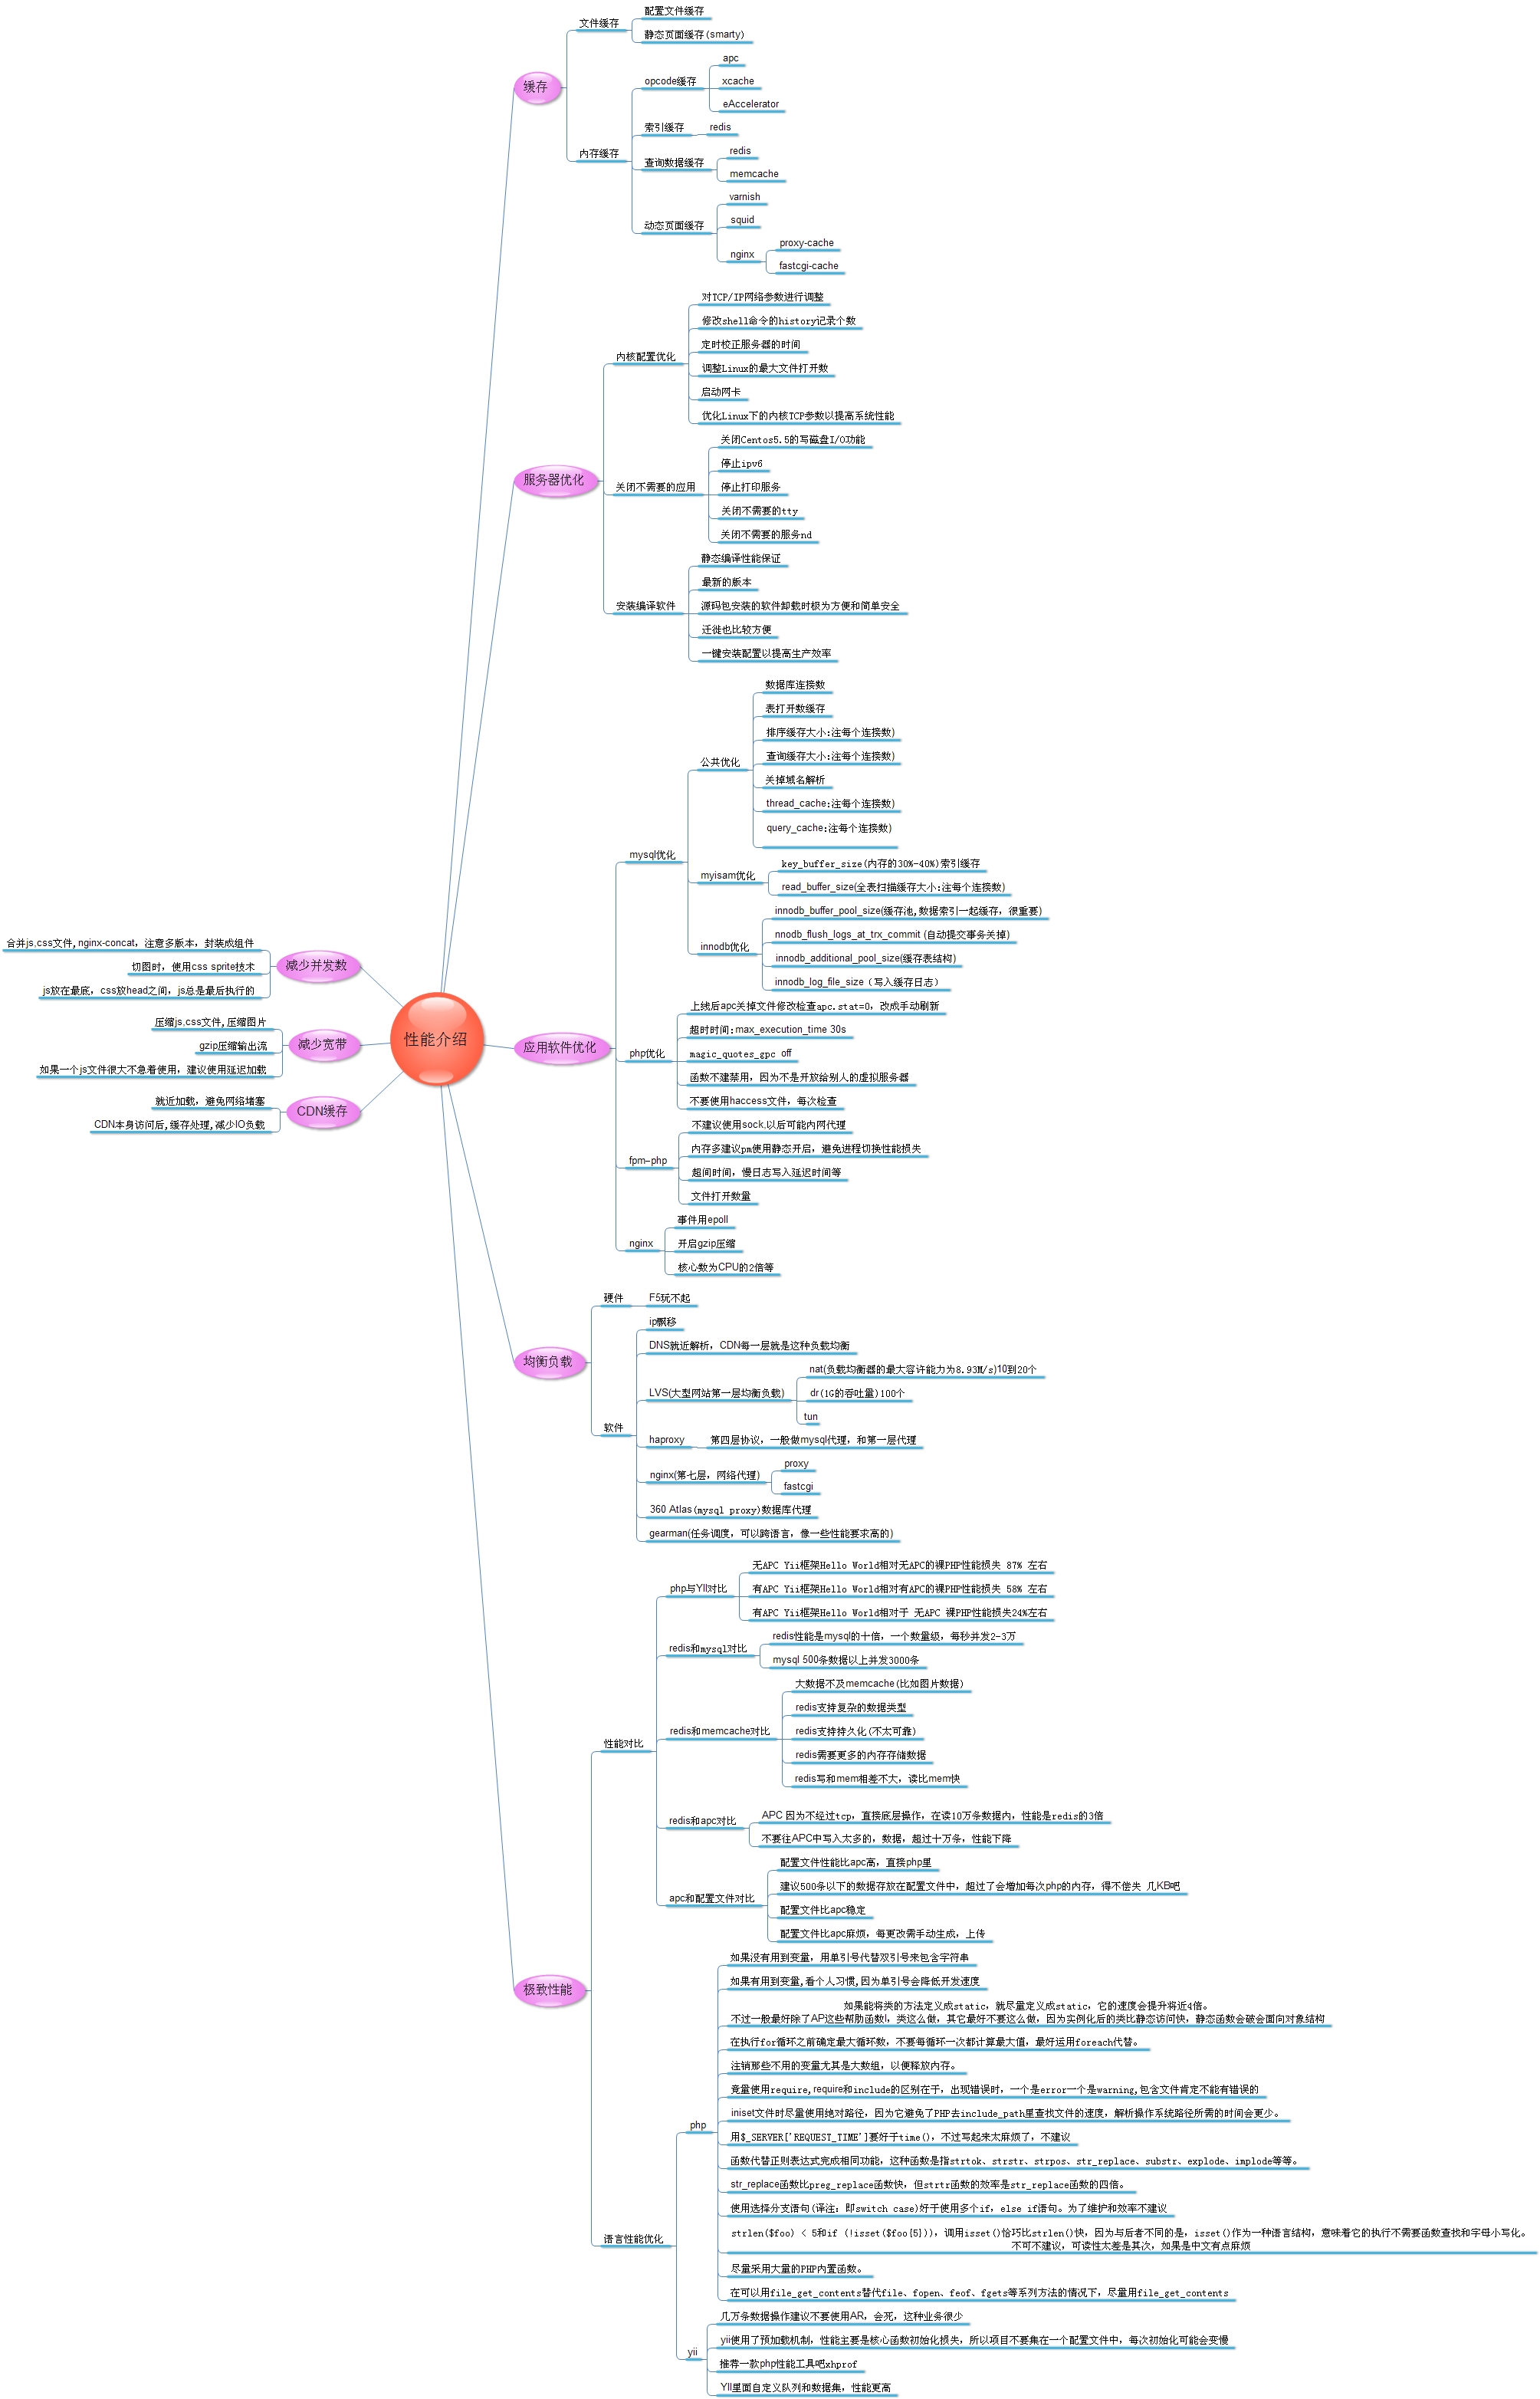 性能介绍
缓存
文件缓存
配置文件缓存
静态页面缓存(smarty)
内存缓存
opcode缓存
apc
xcache
eAccelerator
索引缓存
redis
查询数据缓存
redis
memcache
动态页面缓存
varnish
squid
nginx
proxy-cache
fastcgi-cache
服务器优化
内核配置优化
对TCP/IP网络参数进行调整
修改shell命令的history记录个数
定时校正服务器的时间
调整Linux的最大文件打开数
启动网卡
优化Linux下的内核TCP参数以提高系统性能
关闭不需要的应用
关闭Centos5.5的写磁盘I/O功能
停止ipv6
停止打印服务
关闭不需要的tty
关闭不需要的服务nd
安装编译软件
静态编译性能保证
最新的版本
源码包安装的软件卸载时极为方便和简单安全
迁徙也比较方便
一键安装配置以提高生产效率
应用软件优化
mysql优化
公共优化
数据库连接数
表打开数缓存
排序缓存大小:注每个连接数)
查询缓存大小:注每个连接数)
关掉域名解析
thread_cache:注每个连接数)
query_cache:注每个连接数)
myisam优化
key_buffer_size(内存的30%-40%)索引缓存
read_buffer_size(全表扫描缓存大小:注每个连接数)
innodb优化
innodb_buffer_pool_size(缓存池,数据索引一起缓存，很重要)
nnodb_flush_logs_at_trx_commit (自动提交事务关掉)
innodb_additional_pool_size(缓存表结构)
innodb_log_file_size（写入缓存日志）
php优化
上线后apc关掉文件修改检查apc.stat=0，改成手动刷新
超时时间:max_execution_time 30s
magic_quotes_gpc off
函数不建禁用，因为不是开放给别人的虚拟服务器
不要使用haccess文件，每次检查
fpm-php
不建议使用sock,以后可能内网代理
内存多建议pm使用静态开启，避免进程切换性能损失
超间时间，慢日志写入延迟时间等
文件打开数量
nginx
事件用epoll
开启gzip压缩
核心数为CPU的2倍等
均衡负载
硬件
F5玩不起
软件
ip飘移
DNS就近解析，CDN每一层就是这种负载均衡
LVS(大型网站第一层均衡负载)
nat(负载均衡器的最大容许能力为8.93M/s)10到20个
dr(1G的吞吐量)100个
tun
haproxy
第四层协议，一般做mysql代理，和第一层代理
nginx(第七层，网络代理)
proxy
fastcgi
360 Atlas(mysql proxy)数据库代理
gearman(任务调度，可以跨语言，像一些性能要求高的)
极致性能
性能对比
php与YII对比
无APC Yii框架Hello World相对无APC的裸PHP性能损失 87% 左右
有APC Yii框架Hello World相对有APC的裸PHP性能损失 58% 左右
有APC Yii框架Hello World相对于 无APC 裸PHP性能损失24%左右
redis和mysql对比
redis性能是mysql的十倍，一个数量级，每秒并发2-3万
mysql 500条数据以上并发3000条
redis和memcache对比
大数据不及memcache(比如图片数据)
redis支持复杂的数据类型
redis支持持久化(不太可靠)
redis需要更多的内存存储数据
redis写和mem相差不大，读比mem快
redis和apc对比
APC 因为不经过tcp，直接底层操作，在读10万条数据内，性能是redis的3倍
不要往APC中写入太多的，数据，超过十万条，性能下降
apc和配置文件对比
配置文件性能比apc高，直接php里
建议500条以下的数据存放在配置文件中，超过了会增加每次php的内存，得不偿失 几KB吧
配置文件比apc稳定
配置文件比apc麻烦，每更改需手动生成，上传
语言性能优化
php
如果没有用到变量，用单引号代替双引号来包含字符串
如果有用到变量,看个人习惯,因为单引号会降低开发速度
如果能将类的方法定义成static，就尽量定义成static，它的速度会提升将近4倍。
不过一般最好除了AP这些帮助函数I，类这么做，其它最好不要这么做，因为实例化后的类比静态访问快，静态函数会破会面向对象结构
在执行for循环之前确定最大循环数，不要每循环一次都计算最大值，最好运用foreach代替。
注销那些不用的变量尤其是大数组，以便释放内存。
竟量使用require,require和include的区别在于，出现错误时，一个是error一个是warning,包含文件肯定不能有错误的
iniset文件时尽量使用绝对路径，因为它避免了PHP去include_path里查找文件的速度，解析操作系统路径所需的时间会更少。
用$_SERVER['REQUEST_TIME']要好于time()，不过写起来太麻烦了，不建议
函数代替正则表达式完成相同功能，这种函数是指strtok、strstr、strpos、str_replace、substr、explode、implode等等。
str_replace函数比preg_replace函数快，但strtr函数的效率是str_replace函数的四倍。
使用选择分支语句(译注：即switch case)好于使用多个if，else if语句。为了维护和效率不建议
strlen($foo) < 5和if (!isset($foo{5}))，调用isset()恰巧比strlen()快，因为与后者不同的是，isset()作为一种语言结构，意味着它的执行不需要函数查找和字母小写化。
不可不建议，可读性太差是其次，如果是中文有点麻烦
尽量采用大量的PHP内置函数。
在可以用file_get_contents替代file、fopen、feof、fgets等系列方法的情况下，尽量用file_get_contents
yii
几万条数据操作建议不要使用AR，会死，这种业务很少
yii使用了预加载机制，性能主要是核心函数初始化损失，所以项目不要集在一个配置文件中，每次初始化可能会变慢
推荐一款php性能工具吧xhprof
YII里面自定义队列和数据集，性能更高
减少并发数
合并js,css文件,nginx-concat，注意多版本，封装成组件
切图时，使用css sprite技术
js放在最底，css放head之间，js总是最后执行的
减少宽带
压缩js,css文件,压缩图片
gzip压缩输出流
如果一个js文件很大不急着使用，建议使用延迟加载
CDN缓存
就近加载，避免网络堵塞
CDN本身访问后,缓存处理,减少IO负载